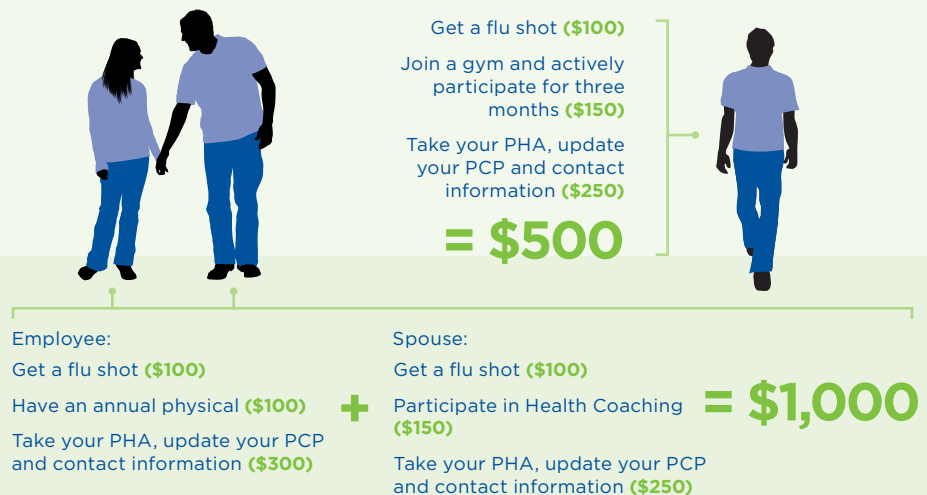 Get a flu shot ($100)
Join a gym and actively
participate for three
months ($150)
Take your PHA, update
your PCP and contact
information ($250)
= $500
Employee:
Get a flu shot ($100)
Have an annual physical ($100)
Take your PHA, update your PCP
and contact information ($300)
+
Spouse:
Get a flu shot ($100)
Participate in Health Coaching
($150)
Take your PHA, update your PCP
and contact information ($250)
= $1,000